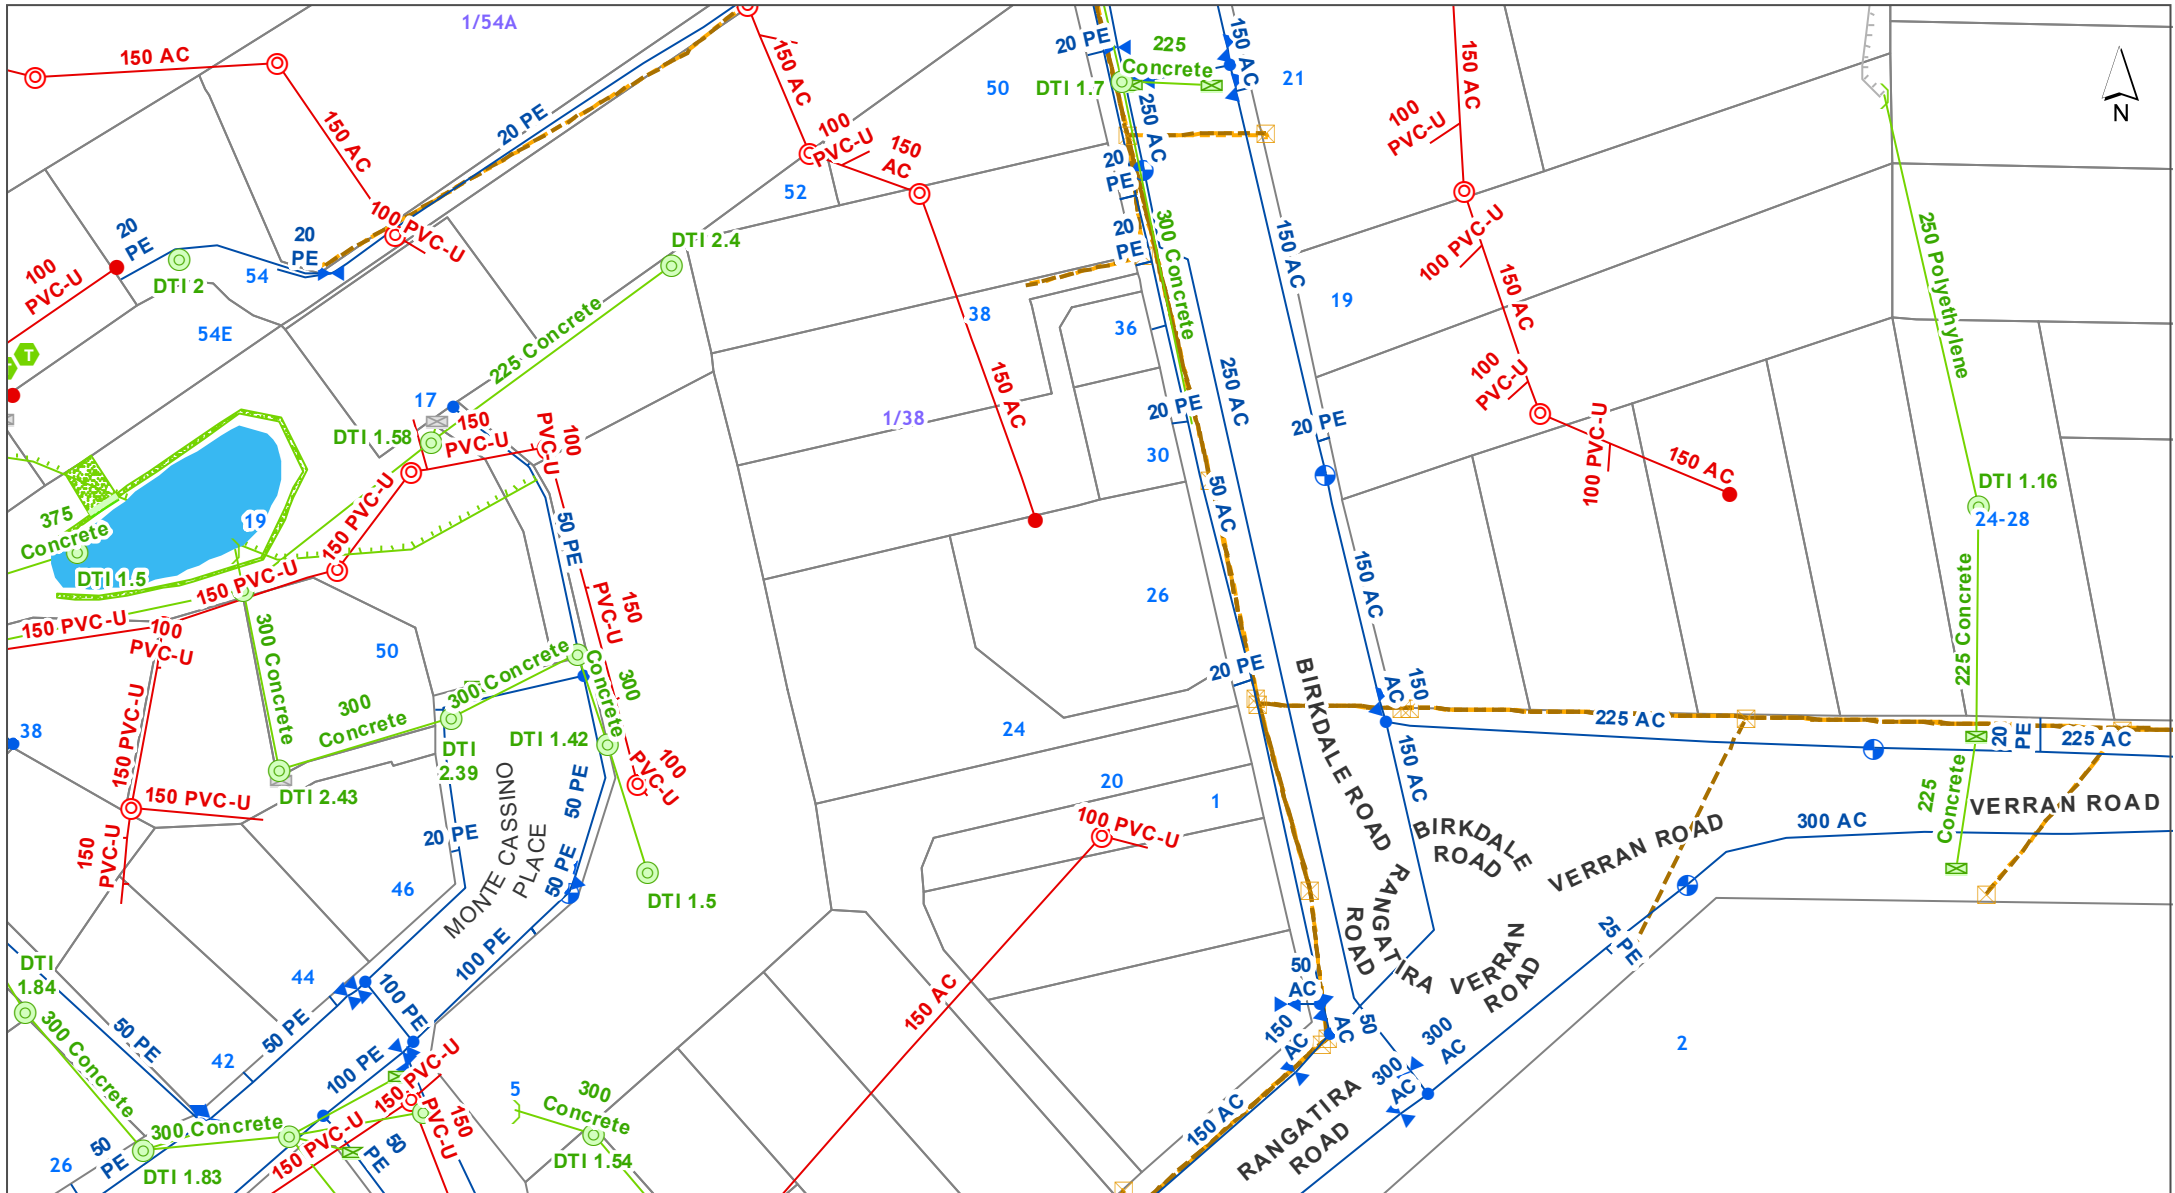 1/54A
150 AC
150 AC
20 PE
150 AC
100
PVC-U
150
AC
52
50
20 PE
225
Concrete
DTI 1.7
150 AC
250 AC
21
20
PE
20
PE
300 Concrete
150 AC
100
PVC-U
150 AC
100 PVC-U
150 AC
19
N
250 Polyethylene
20
PE
20
PE
100 PVC-U
100
PVC-U
DTI 2
54
54E
T
DTI 2.4
225 Concrete
38
36
150 AC
250 AC
1/38
20 PE
30
20 PE
100
PVC-U
100 PVC-U
150 AC
DTI 1.16
24-28
17
DTI 1.58
150
PVC-U
100
PVC-U
375
Concrete
19
DTI 1.5
150 PVC-U
50 PE
150 PVC-U
150 PVC-U
100
PVC-U
150
PVC-U
50 AC
150 AC
26
225 Concrete
300 Concrete
50
300
Concrete
300 Concrete
300
Concrete
20 PE
BIRKDALE ROAD
150
AC
225 AC
20
PE
225 AC
38
150 PVC-U
150 PVC-U
DTI
2.39
DTI 1.42
DTI 2.43
100
PVC-U
24
20
1
150 AC
225
Concrete
VERRAN ROAD
300 AC
150
PVC-U
20 PE
MONTE CASSINO
PLACE
50 PE
50 PE
100 PVC-U
BIRKDALE
ROAD
VERRAN ROAD
46
DTI 1.5
RANGATIRA
ROAD
VERRAN
ROAD
25 PE
DTI
1.84
44
100 PE
100 PE
150 AC
50
AC
300 Concrete
50 PE
50 PE
42
100 PE
150 PVC-U
150
AC
AC
50
300
AC
300
AC
2
5
300
Concrete
300 Concrete
150
PVC-U
RANGATIRA
ROAD
150 AC
50
PE
26
DTI 1.83
150 PVC-U
50
PE
DTI 1.54